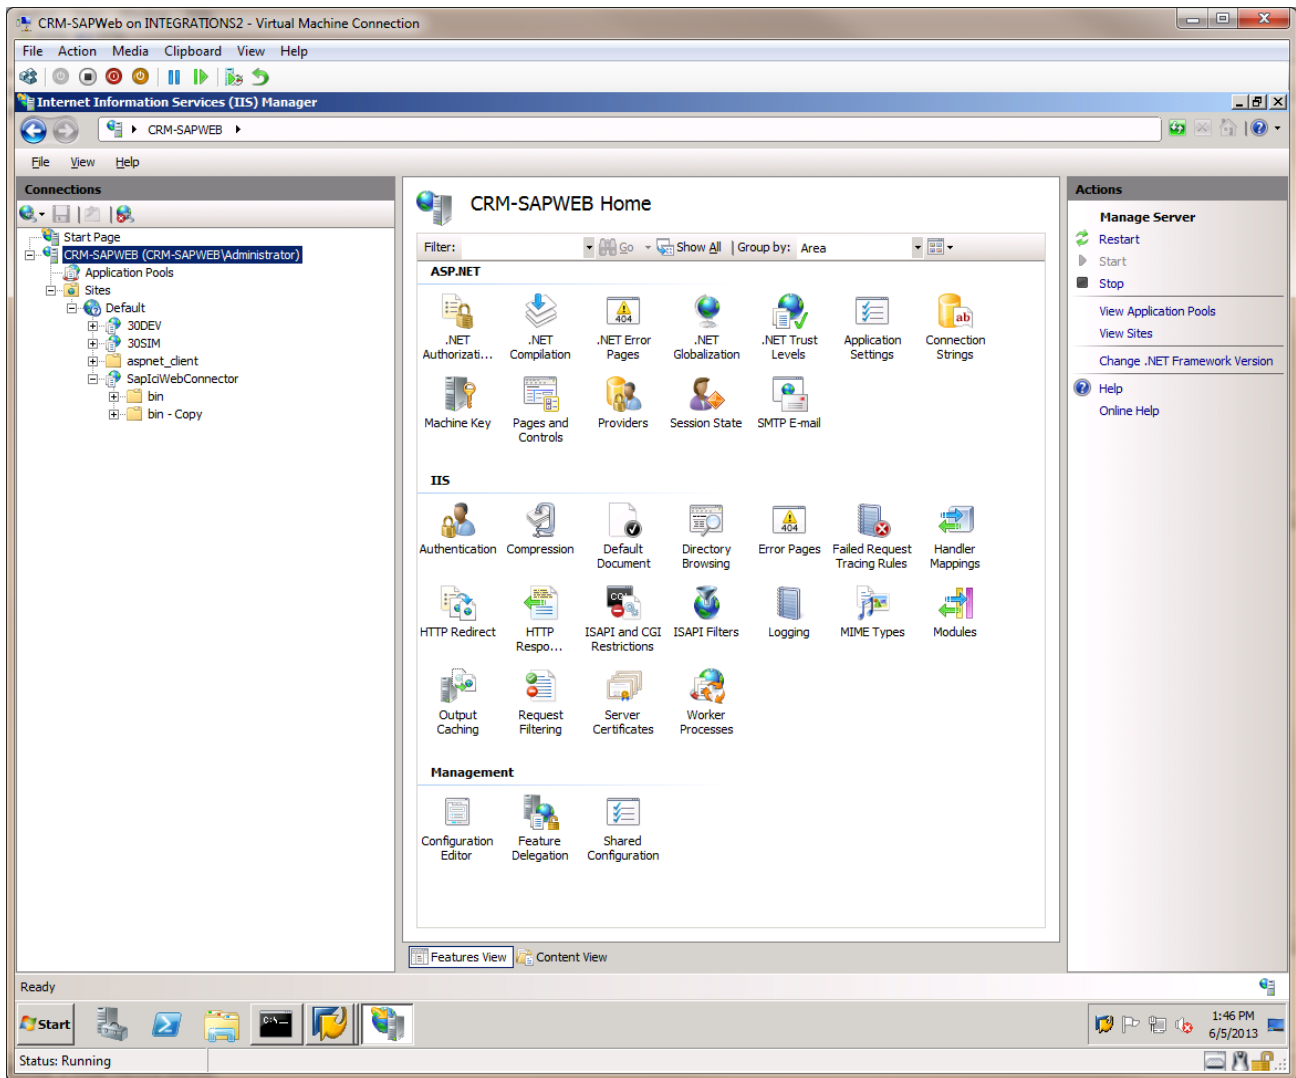 CRM-SAPWeb on INTEGRATIONS2 - Virtual Machine Connection
File Action Media Clipboard View Help
Internet Information Services (IIS) Manager
CRM-SAPWEB
File View Help
Connections
Start Page
CRM-SAPWEB (CRM-SAPWEB\Administrator)
Application Pools
Sites
Default
30DEV
30SIM
aspnet_client
SapIciWebConnector
bin
bin - Copy
CRM-SAPWEB Home
Filter: Go Show All Group by: Area
ASP.NET
.NET Authorizati...
.NET Compilation
.NET Error Pages
.NET Globalization
.NET Trust Levels
Application Settings
Connection Strings
Machine Key
Pages and Controls
Providers
Session State
SMTP E-mail
IIS
Authentication
Compression
Default Document
Directory Browsing
Error Pages
Failed Request Tracing Rules
Handler Mappings
HTTP Redirect
HTTP Respo...
ISAPI and CGI Restrictions
ISAPI Filters
Logging
MIME Types
Modules
Output Caching
Request Filtering
Server Certificates
Worker Processes
Management
Configuration Editor
Feature Delegation
Shared Configuration
Features View Content View
Actions
Manage Server
Restart
Start
Stop
View Application Pools
View Sites
Change .NET Framework Version
Help
Online Help
Ready
Start
1:46 PM
6/5/2013
Status: Running